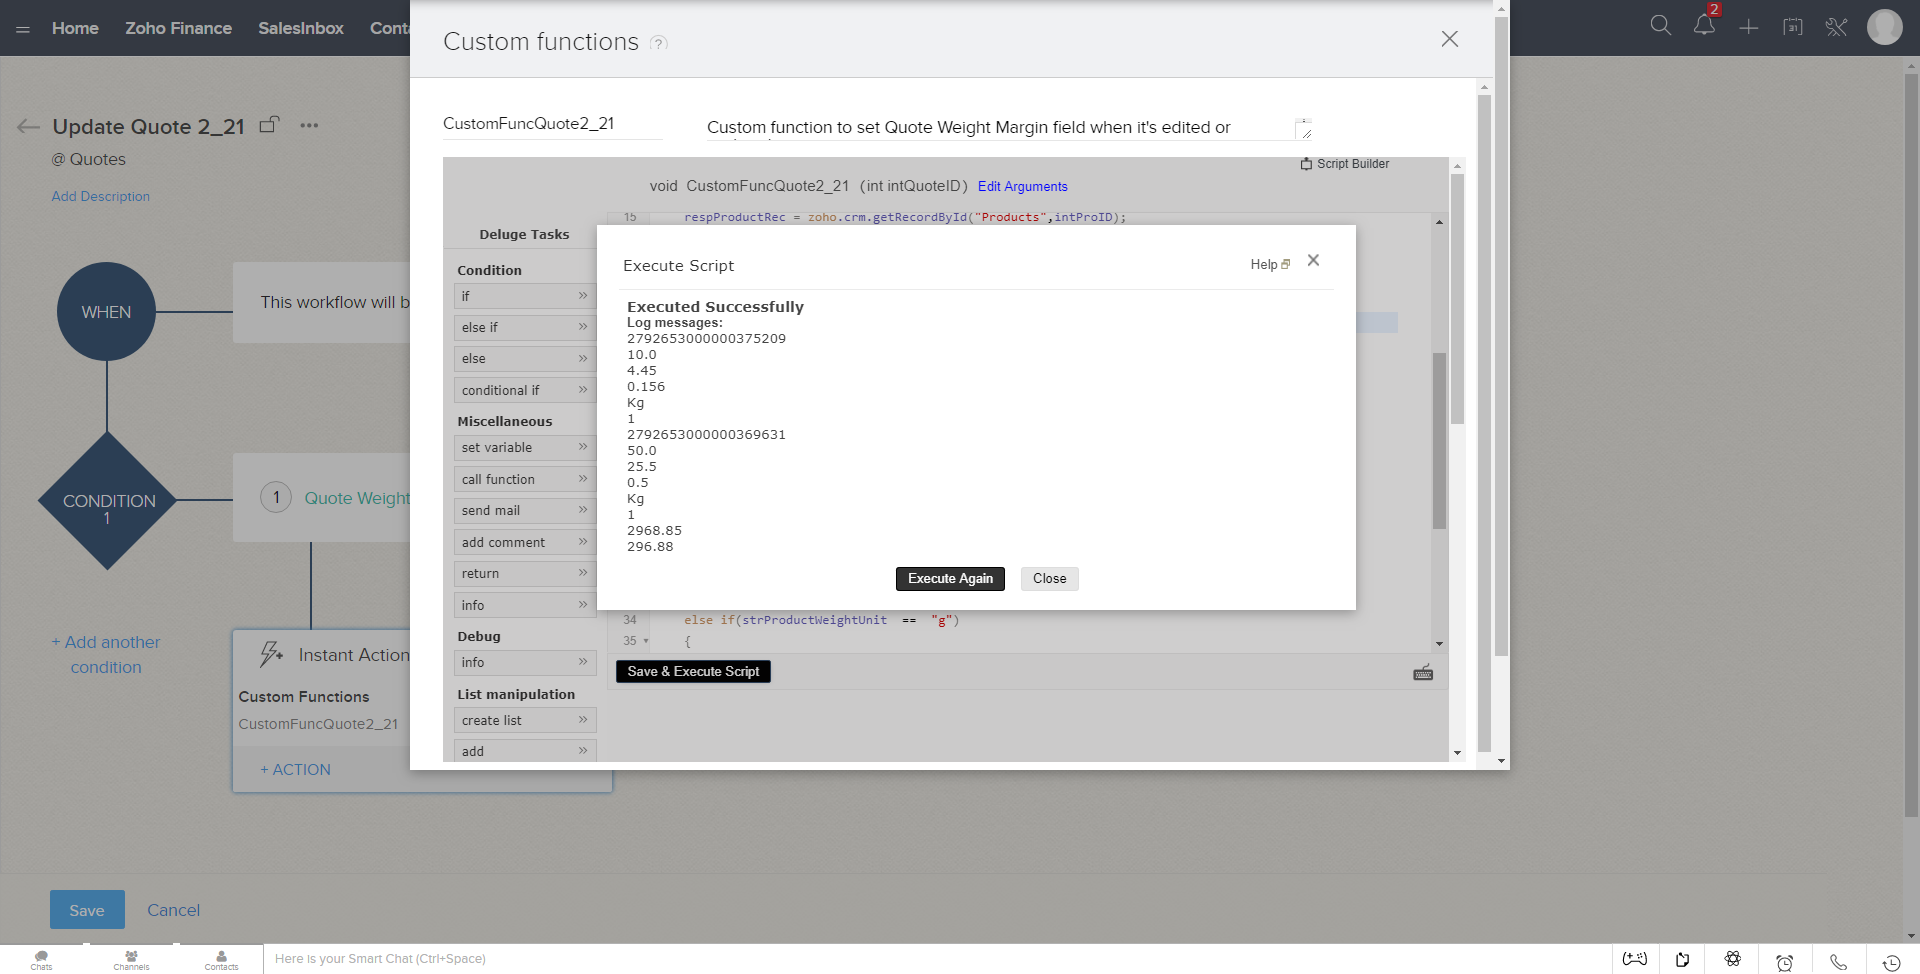 Home
Zoho Finance
SalesInbox
Conta
2
31
Update Quote 2_21
@ Quotes
Add Description
WHEN
This workflow will b
CONDITION
1
1
Quote Weight
+ Add another
condition
Instant Action
Custom Functions
CustomFuncQuote2_21
+ ACTION
Save
Cancel
Custom functions ?
CustomFuncQuote2_21
Custom function to set Quote Weight Margin field when it's edited or
Script Builder
void CustomFuncQuote2_21 (int intQuoteID) Edit Arguments
15 respProductRec = zoho.crm.getRecordById("Products",intProID);
Deluge Tasks
Condition
if »
else if »
else »
conditional if »
Miscellaneous
set variable »
call function »
send mail »
add comment »
return »
info »
Debug
info »
List manipulation
create list »
add »
Execute Script
Help
Executed Successfully
Log messages:
2792653000000375209
10.0
4.45
0.156
Kg
1
2792653000000369631
50.0
25.5
0.5
Kg
1
2968.85
296.88
Execute Again
Close
34 else if(strProductWeightUnit == "g")
35 {
Save & Execute Script
Chats
Channels
Contacts
Here is your Smart Chat (Ctrl+Space)